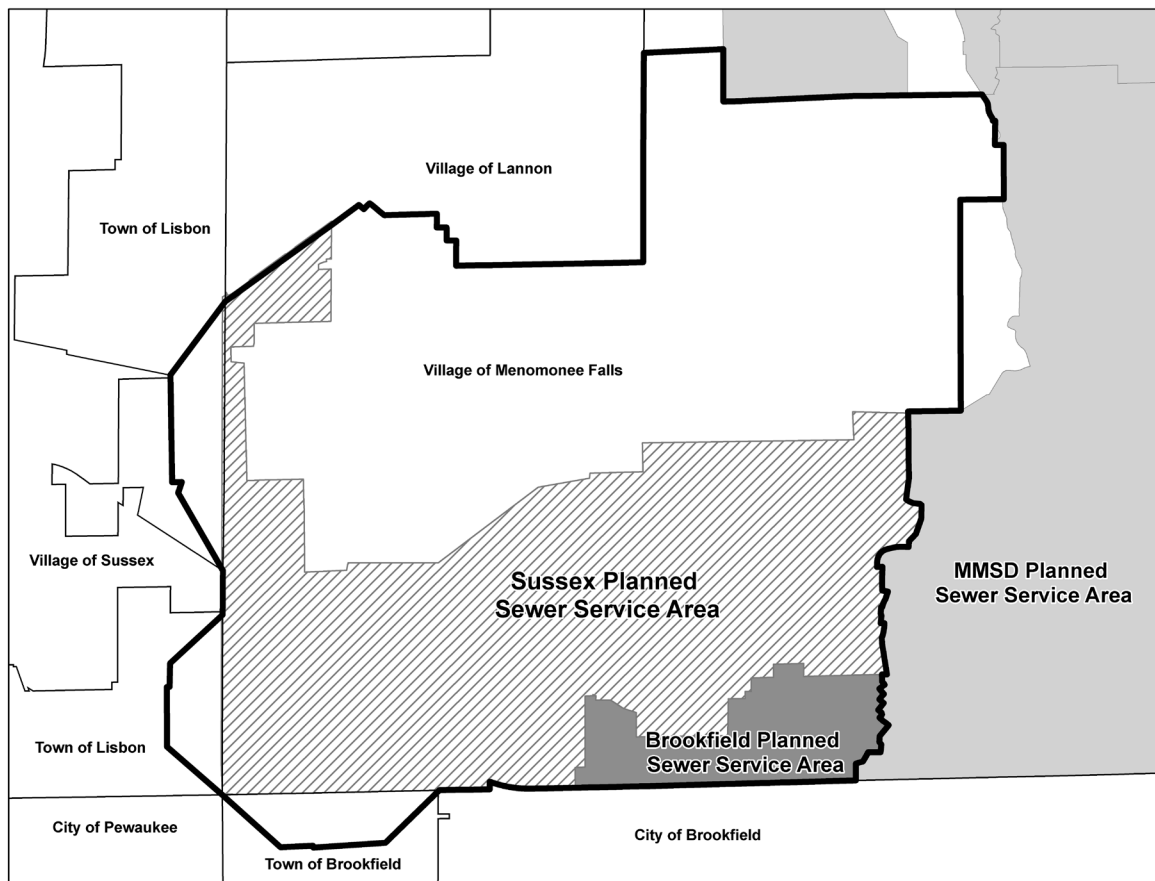 Village of Lannon
Town of Lisbon
Village of Menomonee Falls
Village of Sussex
Sussex Planned
Sewer Service Area
MMSD Planned
Sewer Service Area
Town of Lisbon
Brookfield Planned
Sewer Service Area
City of Pewaukee
City of Brookfield
Town of Brookfield